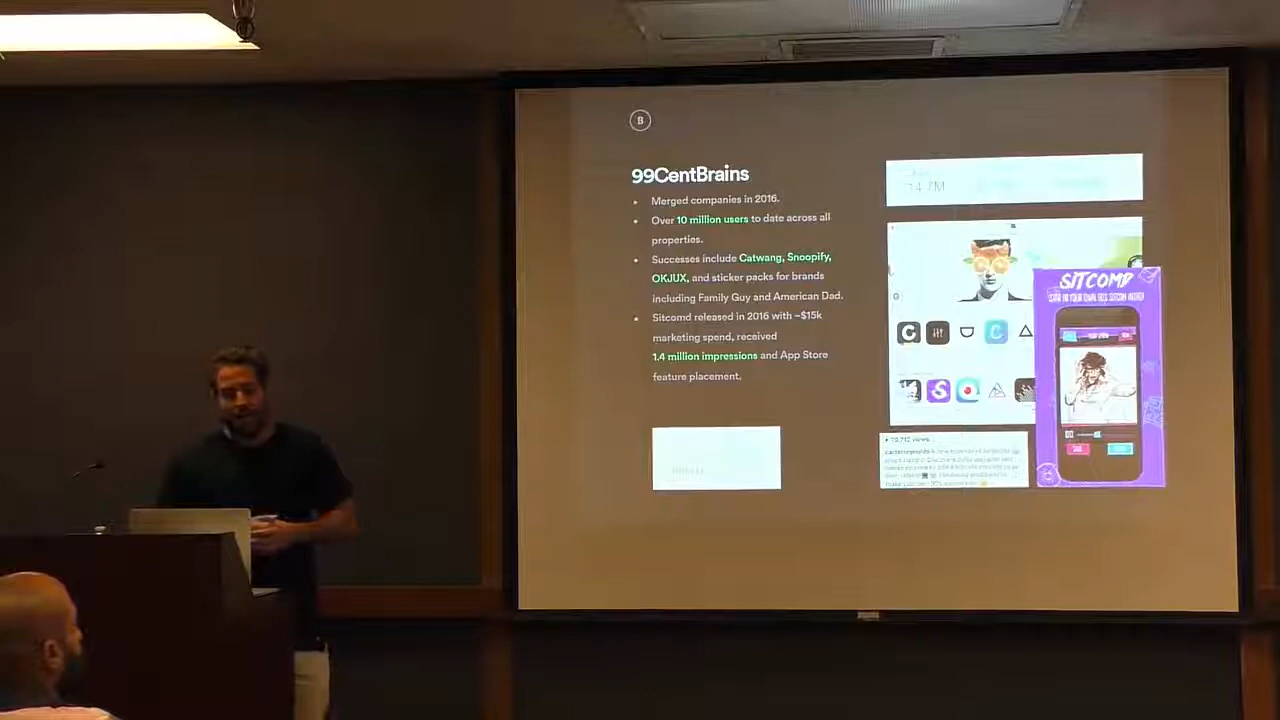 B
99CentBrains
• Merged companies in 2016.
• Over 10 million users to date across all
properties.
• Successes include Catwang, Snoopify,
OKJUX, and sticker packs for brands
including Family Guy and American Dad.
• Sitcomd released in 2016 with ~$15k
marketing spend, received
1.4 million impressions and App Store
feature placement.
14.7M
SITCOMD